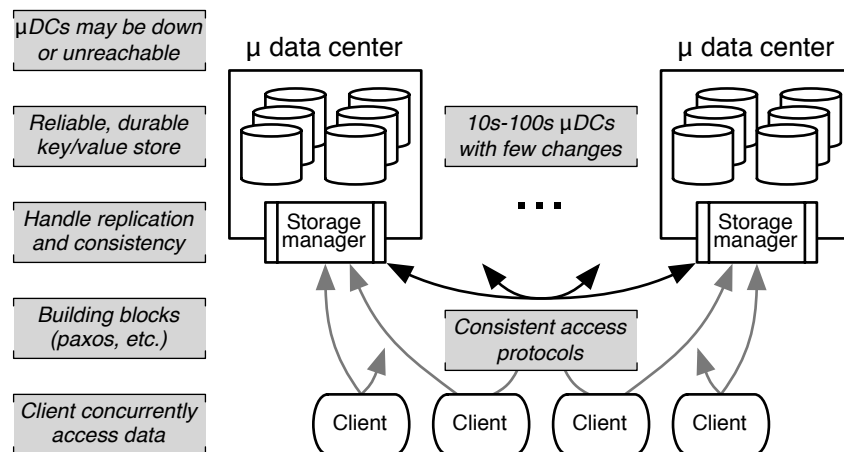 μDCs may be down
or unreachable
Reliable, durable
key/value store
Handle replication
and consistency
Building blocks
(paxos, etc.)
Client concurrently
access data
μ data center
μ data center
10s-100s μDCs
with few changes
...
Storage
manager
Storage
manager
Consistent access
protocols
Client
Client
Client
Client